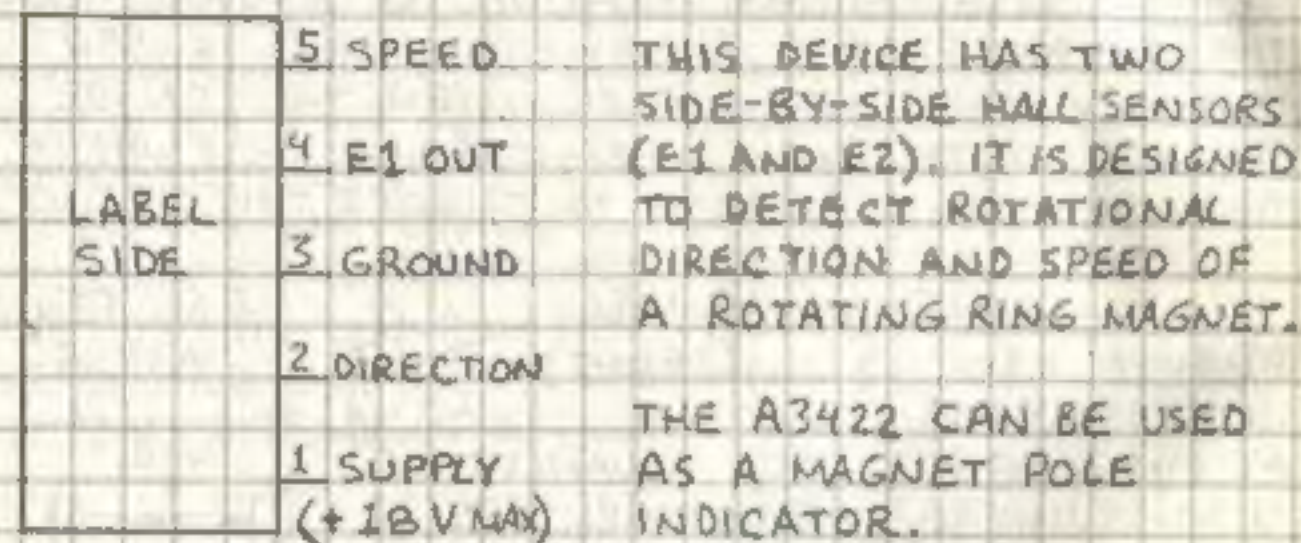 5 SPEED
4 E1 OUT
LABEL
SIDE
3 GROUND
2 DIRECTION
1 SUPPLY
(+18 V MAX)
THIS DEVICE HAS TWO
SIDE-BY-SIDE HALL SENSORS
(E1 AND E2). IT IS DESIGNED
TO DETECT ROTATIONAL
DIRECTION AND SPEED OF
A ROTATING RING MAGNET.
THE A3422 CAN BE USED
AS A MAGNET POLE
INDICATOR.